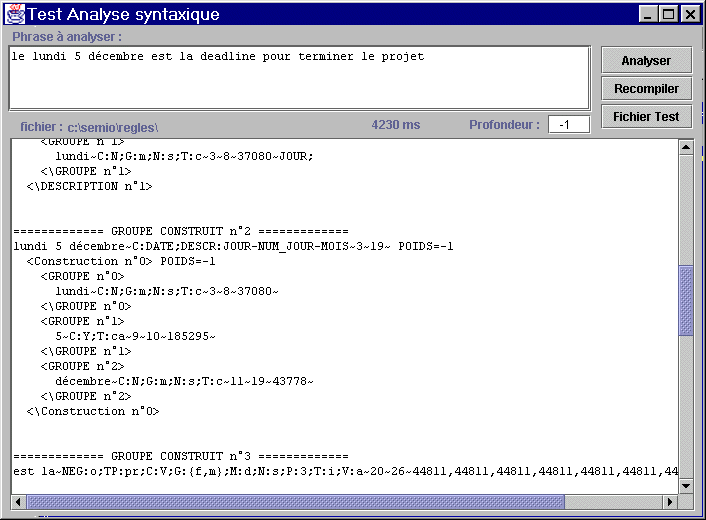 Test Analyse syntaxique
Phrase à analyser :
le lundi 5 décembre est la deadline pour terminer le projet
Analyser
Recompiler
Fichier Test
fichier : c:\semio\regles\
4230 ms
Profondeur :
-1
<GROUPE n°1>
lundi~C:N;G:m;N:s;T:c~3~8~37080~JOUR;
<\GROUPE n°1>
<\DESCRIPTION n°1>
============= GROUPE CONSTRUIT n°2 =============
lundi 5 décembre~C:DATE;DESCR:JOUR-NUM_JOUR-MOIS~3~19~ POIDS=-1
<Construction n°0> POIDS=-1
<GROUPE n°0>
lundi~C:N;G:m;N:s;T:c~3~8~37080~
<\GROUPE n°0>
<GROUPE n°1>
5~C:Y;T:ca~9~10~185295~
<\GROUPE n°1>
<GROUPE n°2>
décembre~C:N;G:m;N:s;T:c~11~19~43778~
<\GROUPE n°2>
<\Construction n°0>
============= GROUPE CONSTRUIT n°3 =============
est la~NEG:o;TP:pr;C:V;G:{f,m};M:d;N:s;P:3;T:i;V:a~20~26~44811,44811,44811,44811,44811,44811,44